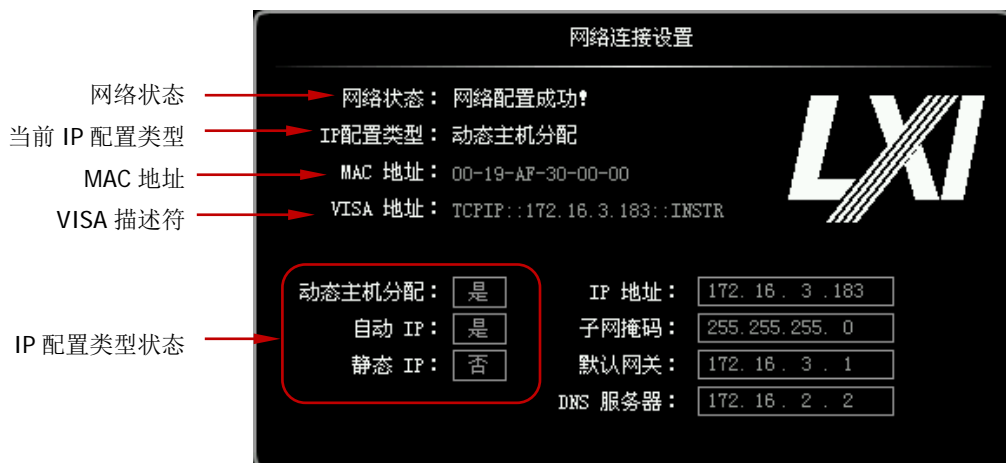 网络连接设置
网络状态
网络状态：网络配置成功！
当前 IP 配置类型
IP配置类型：动态主机分配
MAC 地址
MAC 地址：00-19-AF-30-00-00
VISA 描述符
VISA 地址：TCPIP::172.16.3.183::INSTR
LXI
IP 配置类型状态
动态主机分配：是
自动 IP：是
静态 IP：否
IP 地址：172. 16 . 3 .183
子网掩码：255.255.255. 0
默认网关：172. 16 . 3 . 1
DNS 服务器：172. 16 . 2 . 2